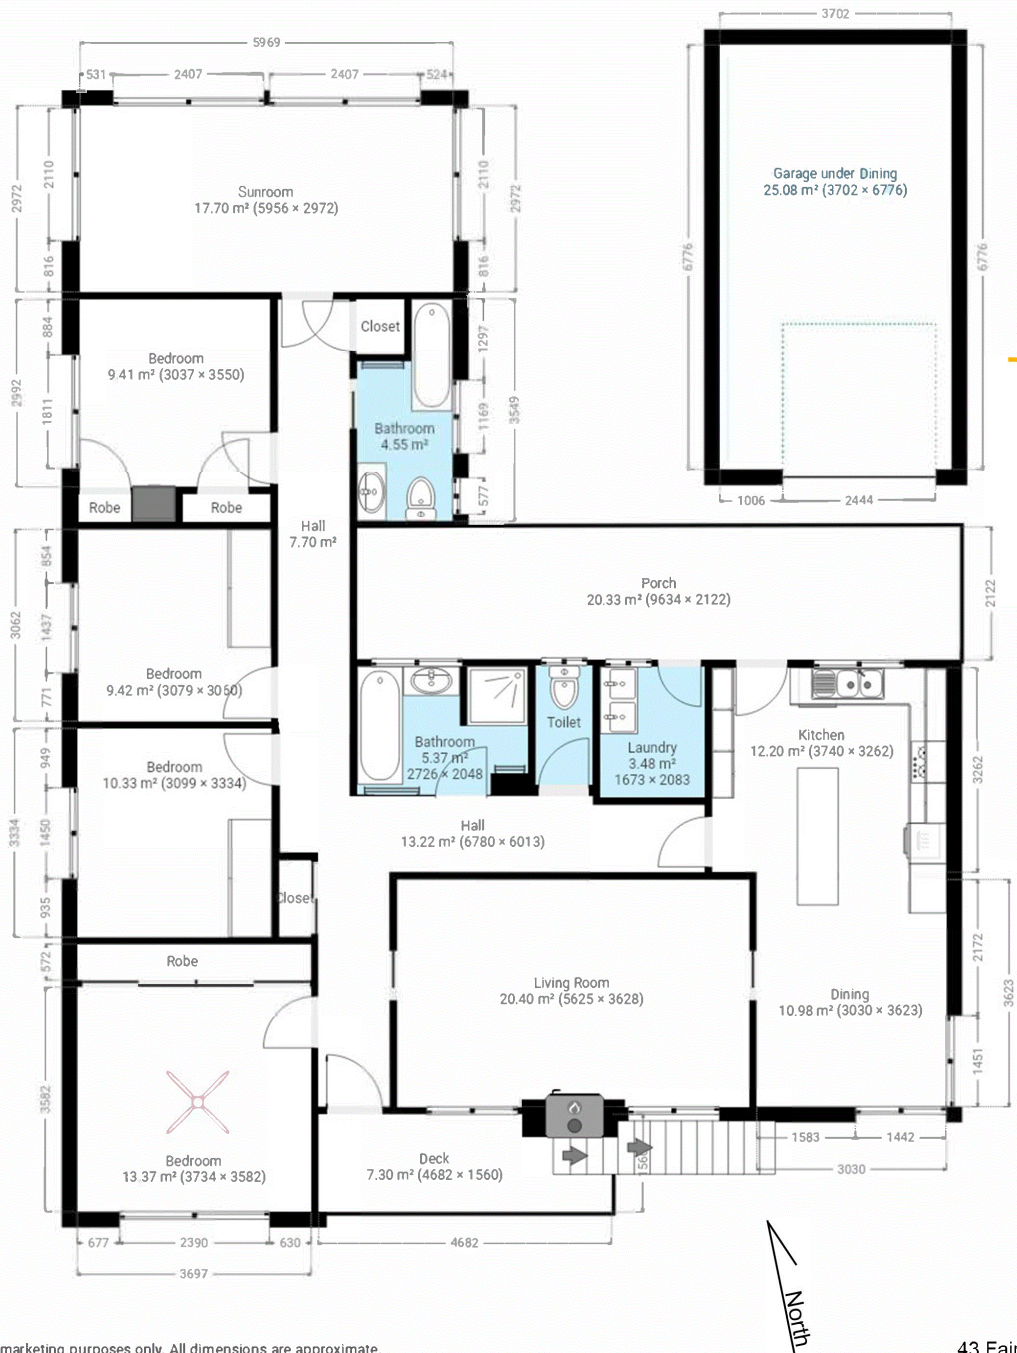 3702
5969
531
2407
2407
524
2110
2972
816
Sunroom
17.70 m² (5956 × 2972)
2110
2972
816
Garage under Dining
25.08 m² (3702 × 6776)
6776
6776
1006
2444
884
2992
1811
Bedroom
9.41 m² (3037 × 3550)
Closet
1297
1169
3549
577
Bathroom
4.55 m²
Robe
Robe
Hall
7.70 m²
854
3062
1437
771
Bedroom
9.42 m² (3079 × 3060)
Porch
20.33 m² (9634 × 2122)
2122
Bathroom
5.37 m²
2726 × 2048
Toilet
Laundry
3.48 m²
1673 × 2083
Kitchen
12.20 m² (3740 × 3262)
3262
949
3334
1450
935
Bedroom
10.33 m² (3099 × 3334)
Hall
13.22 m² (6780 × 6013)
Closet
572
Robe
Living Room
20.40 m² (5625 × 3628)
Dining
10.98 m² (3030 × 3623)
2172
3623
1451
3582
Bedroom
13.37 m² (3734 × 3582)
Deck
7.30 m² (4682 × 1560)
1583
1442
3030
677
2390
630
4682
3697
North
marketing purposes only. All dimensions are approximate.
43 Fair